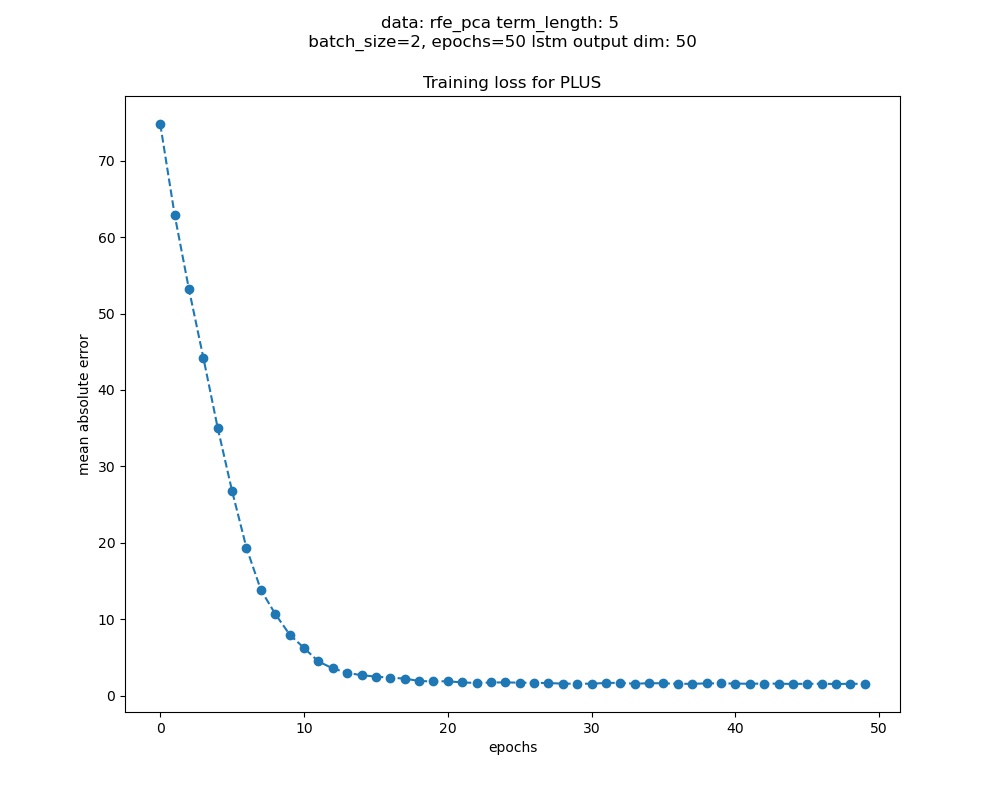 data: rfe_pca term_length: 5
batch_size=2, epochs=50 lstm output dim: 50
Training loss for PLUS
70
60
50
40
30
20
10
0
mean absolute error
0 10 20 30 40 50
epochs